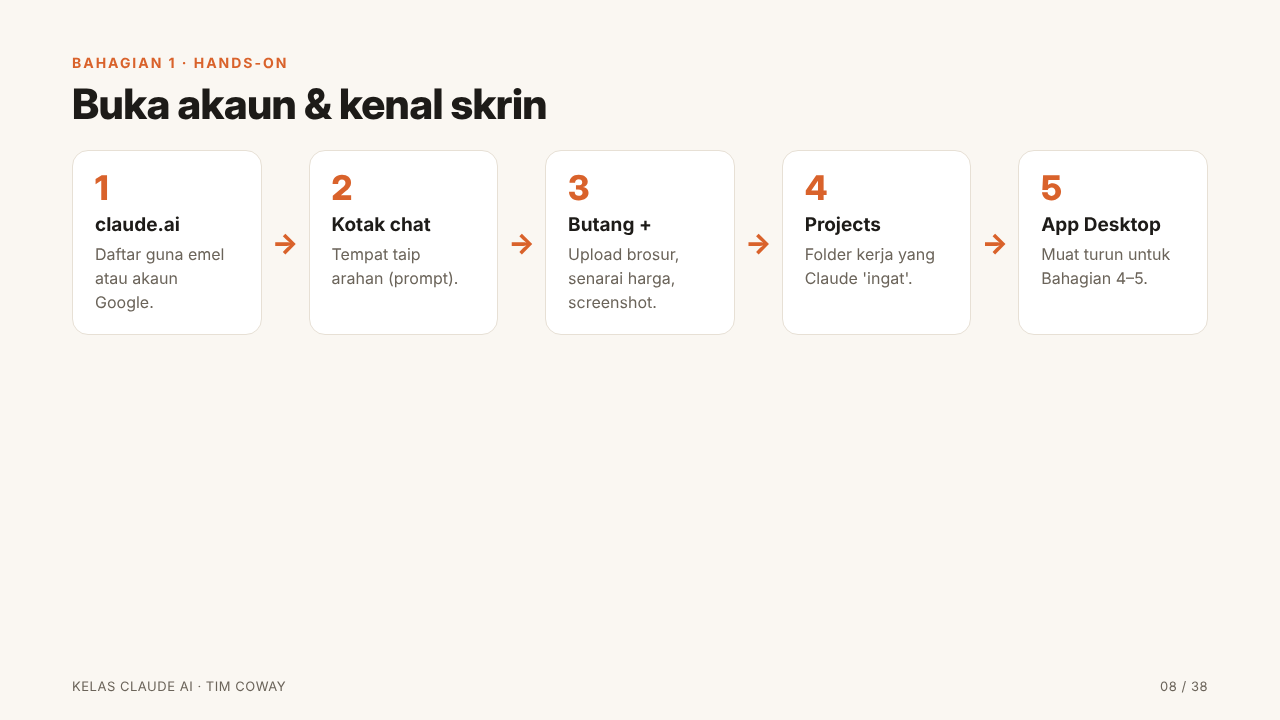 BAHAGIAN 1 · HANDS-ON
Buka akaun & kenal skrin
1
claude.ai
Daftar guna emel
atau akaun
Google.
→
2
Kotak chat
Tempat taip
arahan (prompt).
→
3
Butang +
Upload brosur,
senarai harga,
screenshot.
→
4
Projects
Folder kerja yang
Claude 'ingat'.
→
5
App Desktop
Muat turun untuk
Bahagian 4–5.
KELAS CLAUDE AI · TIM COWAY
08 / 38